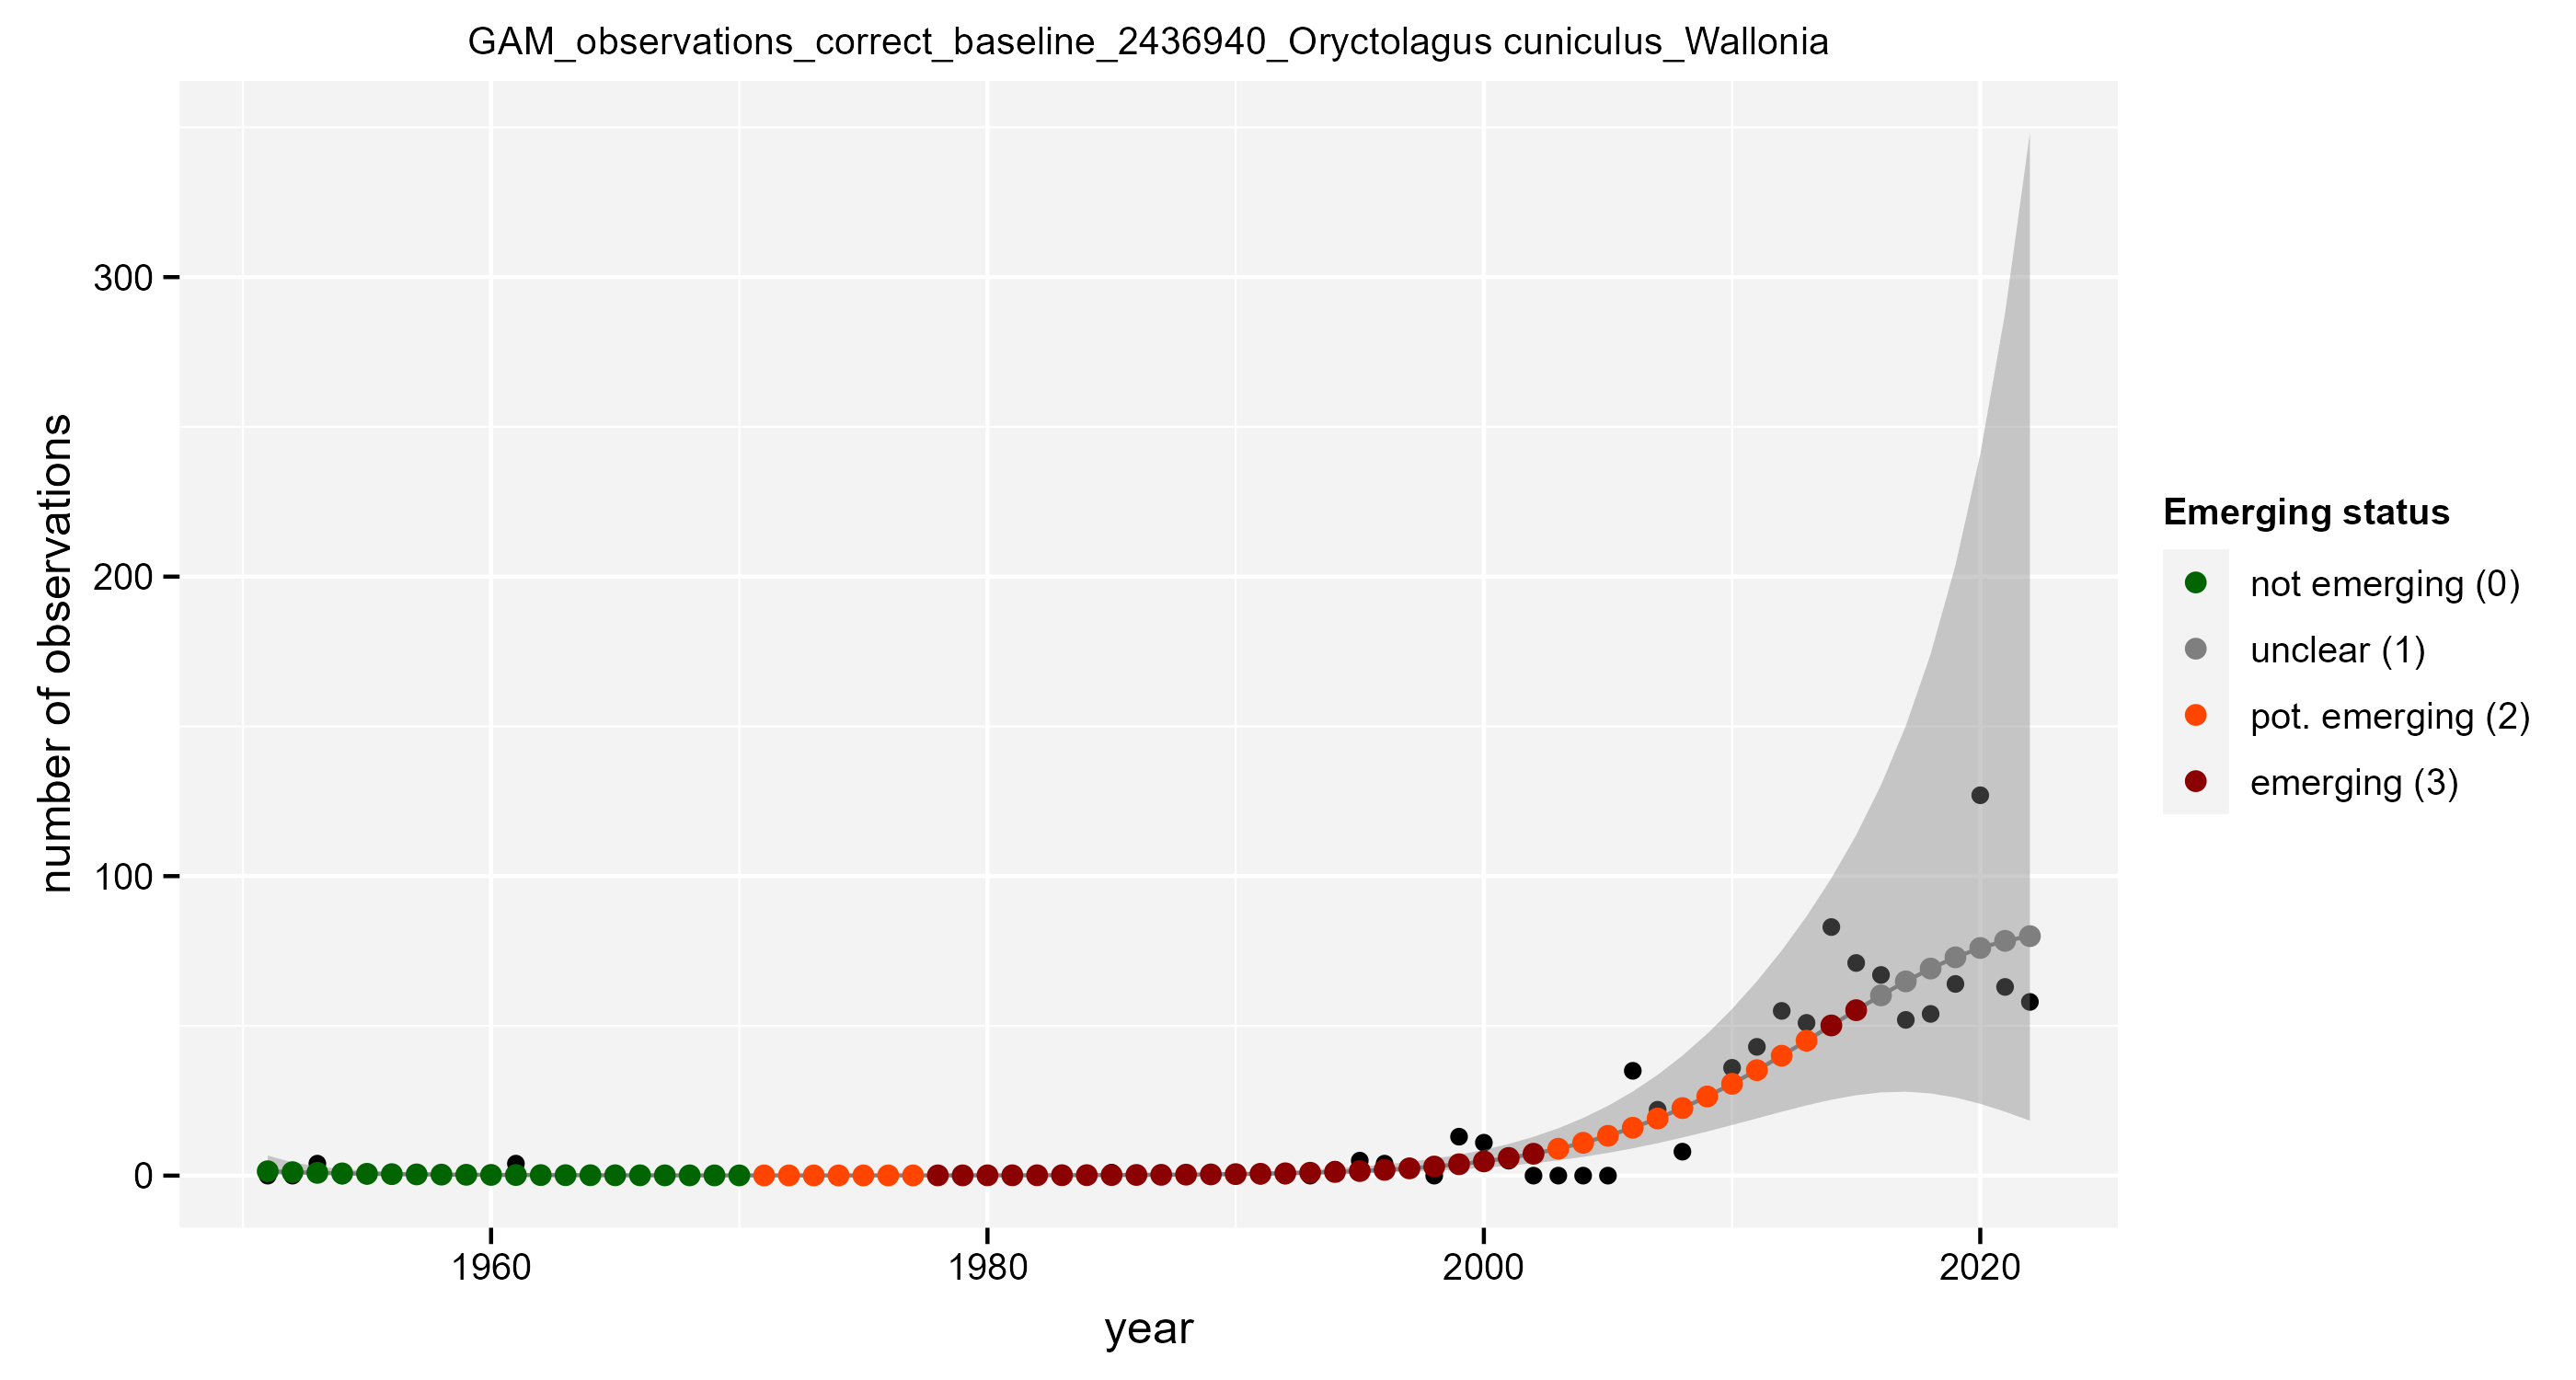 GAM_observations_correct_baseline_2436940_Oryctolagus cuniculus_Wallonia
number of observations
300
200
100
0
1960
1980
2000
2020
year
Emerging status
not emerging (0)
unclear (1)
pot. emerging (2)
emerging (3)